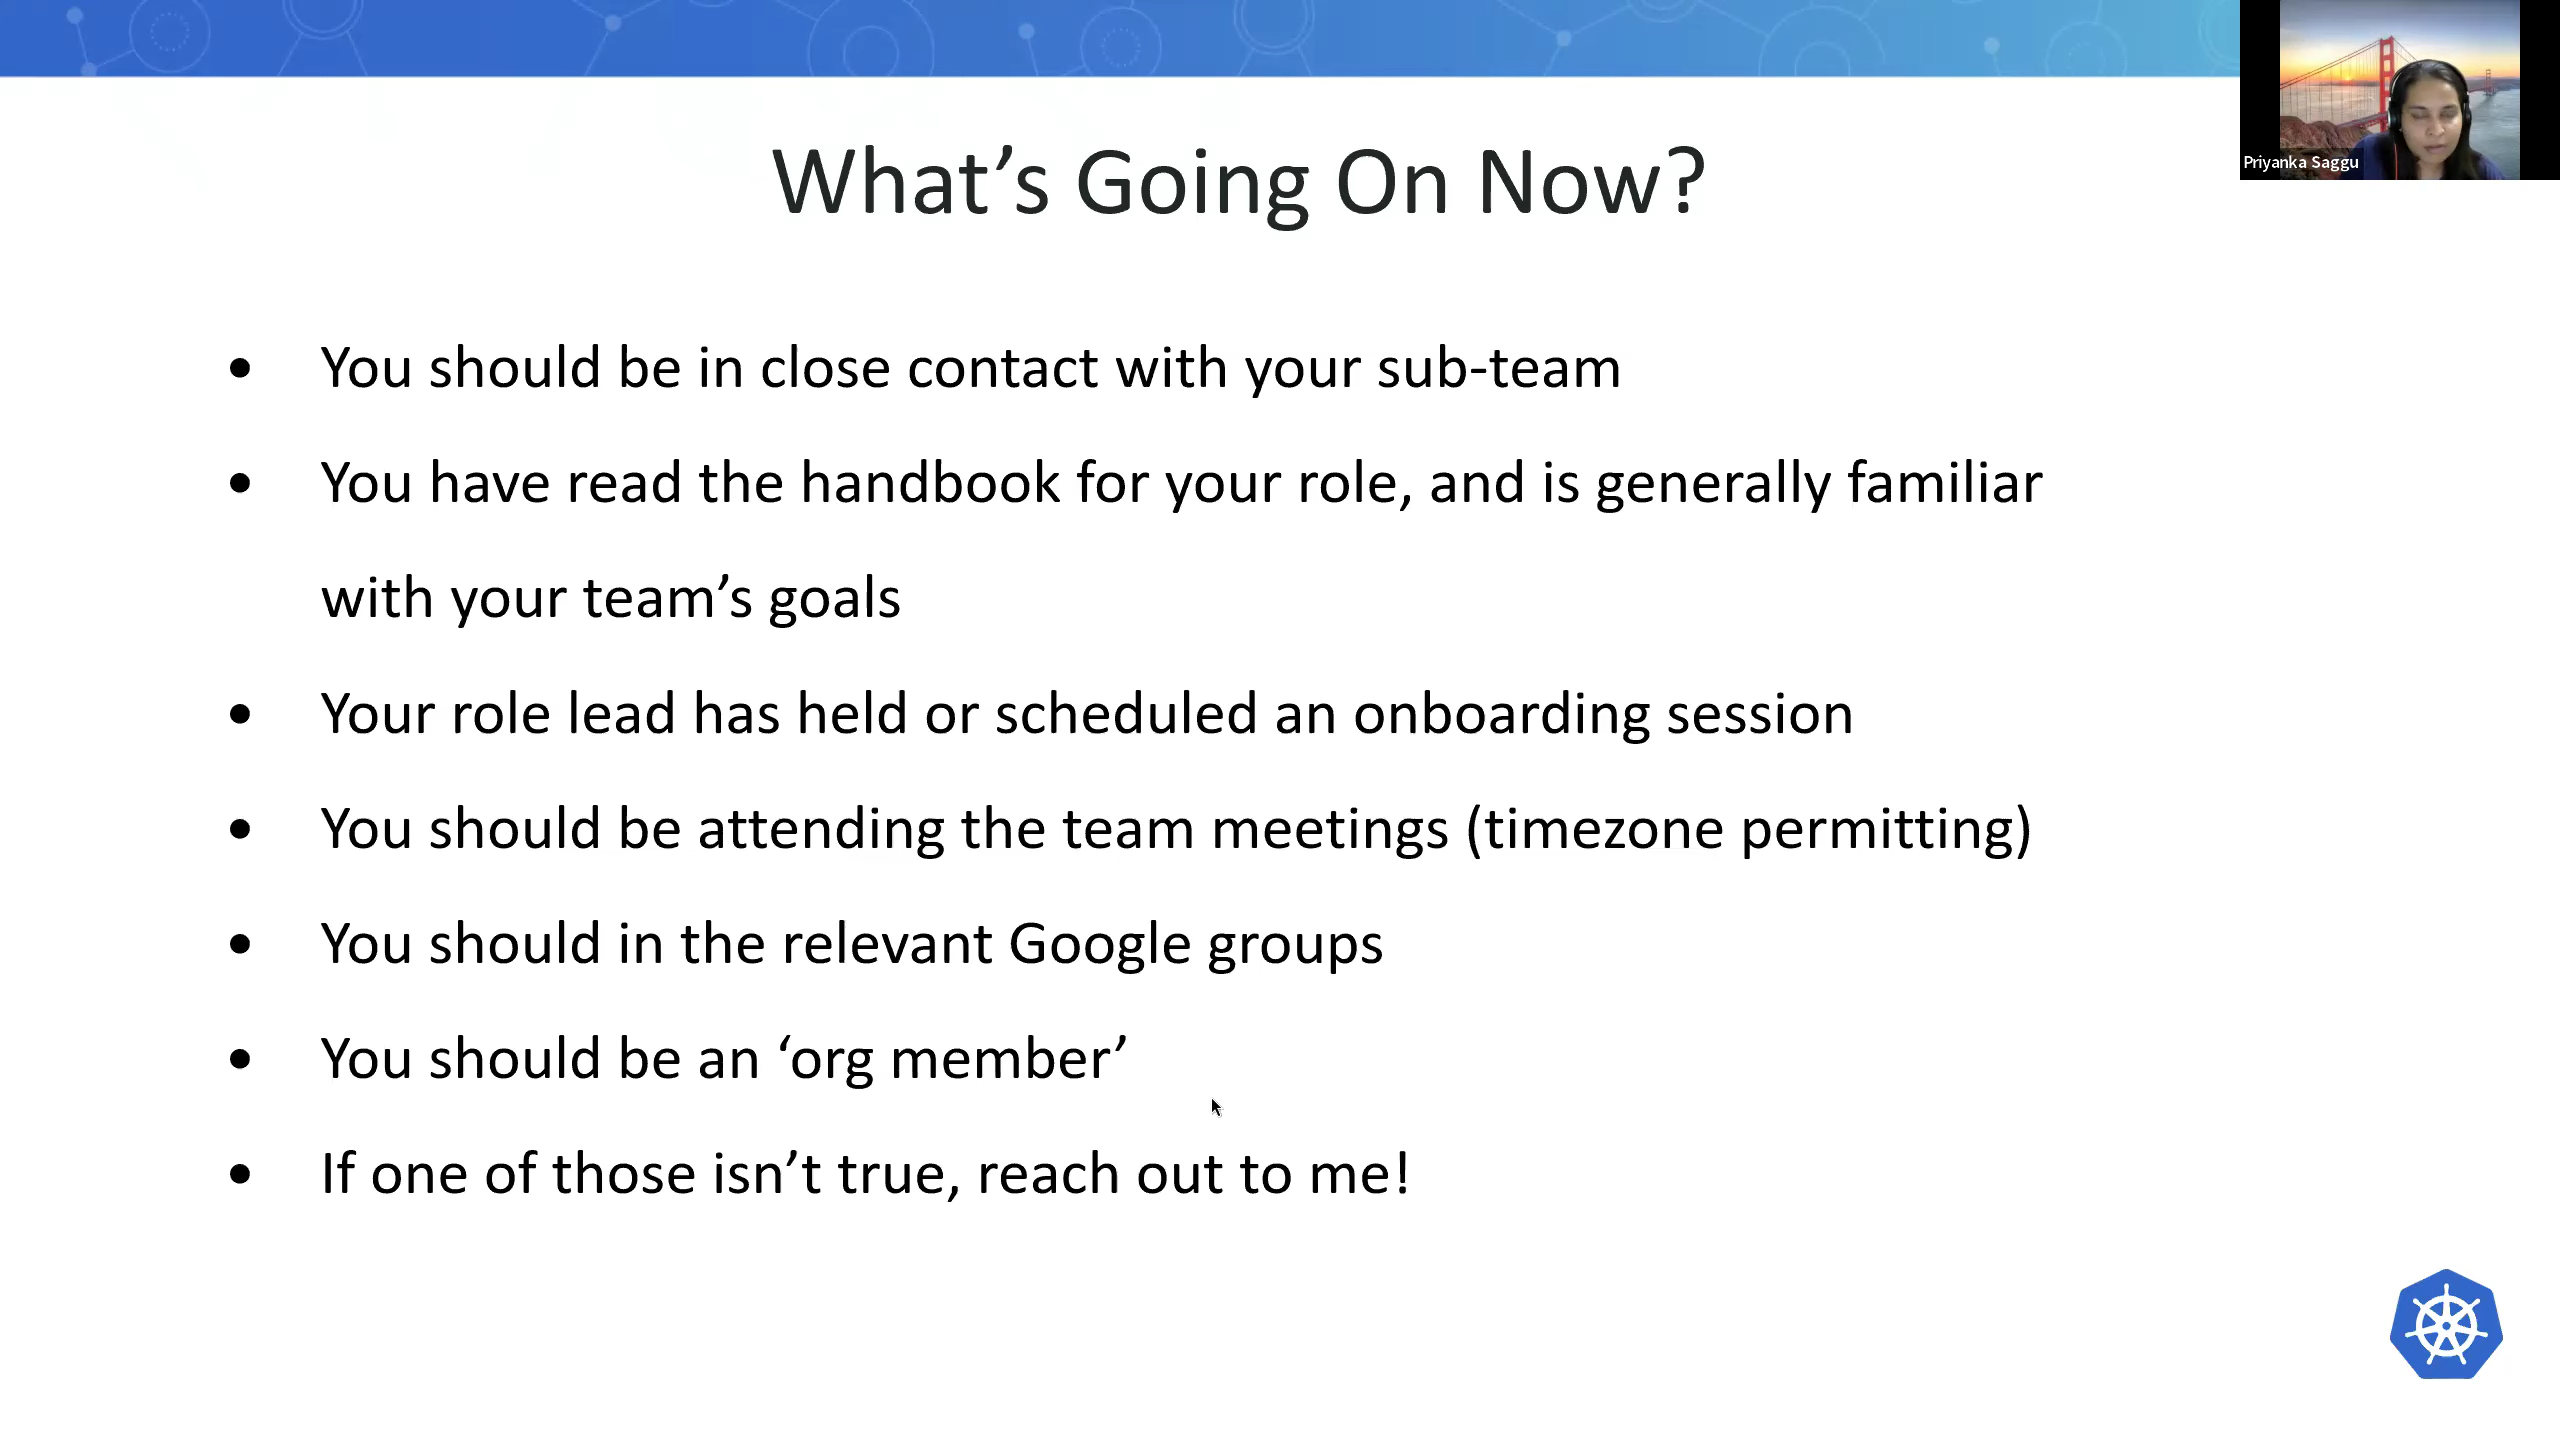 What’s Going On Now?
Priyanka Saggu
• You should be in close contact with your sub-team
• You have read the handbook for your role, and is generally familiar
with your team’s goals
• Your role lead has held or scheduled an onboarding session
• You should be attending the team meetings (timezone permitting)
• You should in the relevant Google groups
• You should be an ‘org member’
• If one of those isn’t true, reach out to me!